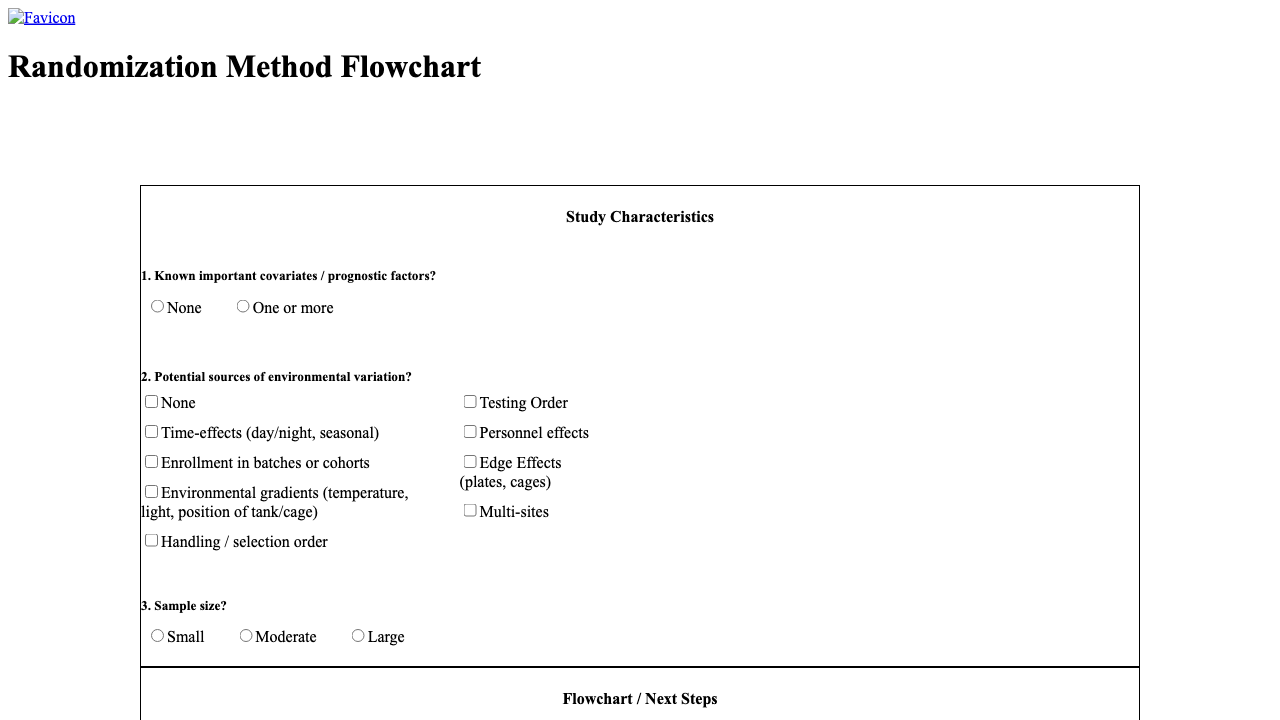 Favicon
Randomization Method Flowchart
Study Characteristics
1. Known important covariates / prognostic factors?
None One or more
2. Potential sources of environmental variation?
None
Time-effects (day/night, seasonal)
Enrollment in batches or cohorts
Environmental gradients (temperature,
light, position of tank/cage)
Handling / selection order
Testing Order
Personnel effects
Edge Effects
(plates, cages)
Multi-sites
3. Sample size?
Small Moderate Large
Flowchart / Next Steps